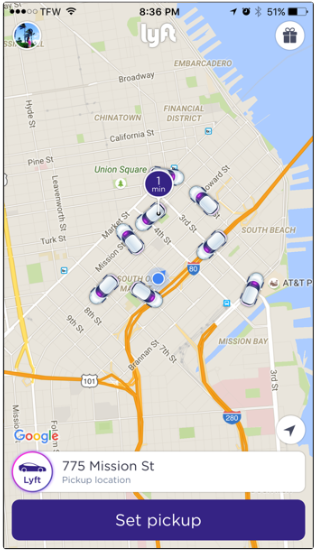 TFW 8:36 PM 51%
lyft
EMBARCADERO
Broadway
Hyde St
CHINATOWN
FINANCIAL
DISTRICT
California St
Pine St
Leavenworth St
Union Square
Howard St
1
min
Market St
3rd St
4th St
Turk St
Mission St
SOUTH BEACH
80
SOUTH O
MA
AT&T P
8th St
9th St
MISSION BAY
Brannan St
7th St
101
3rd St
280
Mission
Folsom St
Google
775 Mission St
Lyft
Pickup location
Set pickup